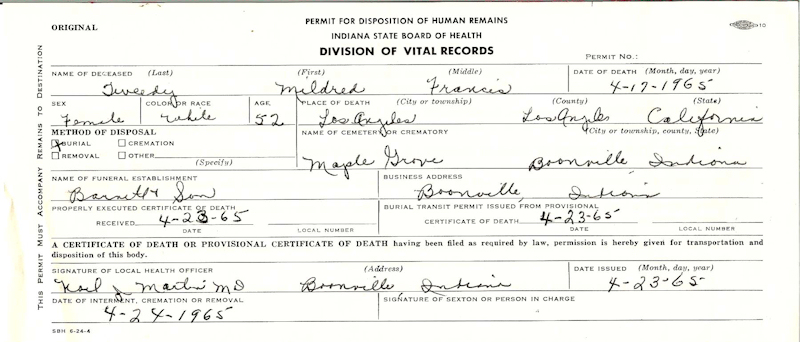 ORIGINAL
PERMIT FOR DISPOSITION OF HUMAN REMAINS
INDIANA STATE BOARD OF HEALTH
DIVISION OF VITAL RECORDS
10
PERMIT NO.:
THIS PERMIT MUST ACCOMPANY REMAINS TO DESTINATION
NAME OF DECEASED (Last) (First) (Middle) DATE OF DEATH (Month, day, year)
Tweedy Mildred Francis 4-17-1965
SEX COLOR OR RACE AGE PLACE OF DEATH (City or township) (County) (State)
Female White 52 Los Angeles Los Angeles California
METHOD OF DISPOSAL NAME OF CEMETERY OR CREMATORY (City or township, county, State)
BURIAL CREMATION
REMOVAL OTHER (Specify)
Maple Grove Boonville, Indiana
NAME OF FUNERAL ESTABLISHMENT BUSINESS ADDRESS
Barnett & Son Boonville, Indiana
PROPERLY EXECUTED CERTIFICATE OF DEATH BURIAL TRANSIT PERMIT ISSUED FROM PROVISIONAL
RECEIVED 4-23-65 CERTIFICATE OF DEATH 4-23-65
DATE LOCAL NUMBER DATE LOCAL NUMBER
A CERTIFICATE OF DEATH OR PROVISIONAL CERTIFICATE OF DEATH having been filed as required by law, permission is hereby given for transportation and
disposition of this body.
SIGNATURE OF LOCAL HEALTH OFFICER (Address) DATE ISSUED (Month, day, year)
Martin MD Boonville, Indiana 4-23-65
DATE OF INTERMENT, CREMATION OR REMOVAL SIGNATURE OF SEXTON OR PERSON IN CHARGE
4-24-1965
SBH 6-24-4